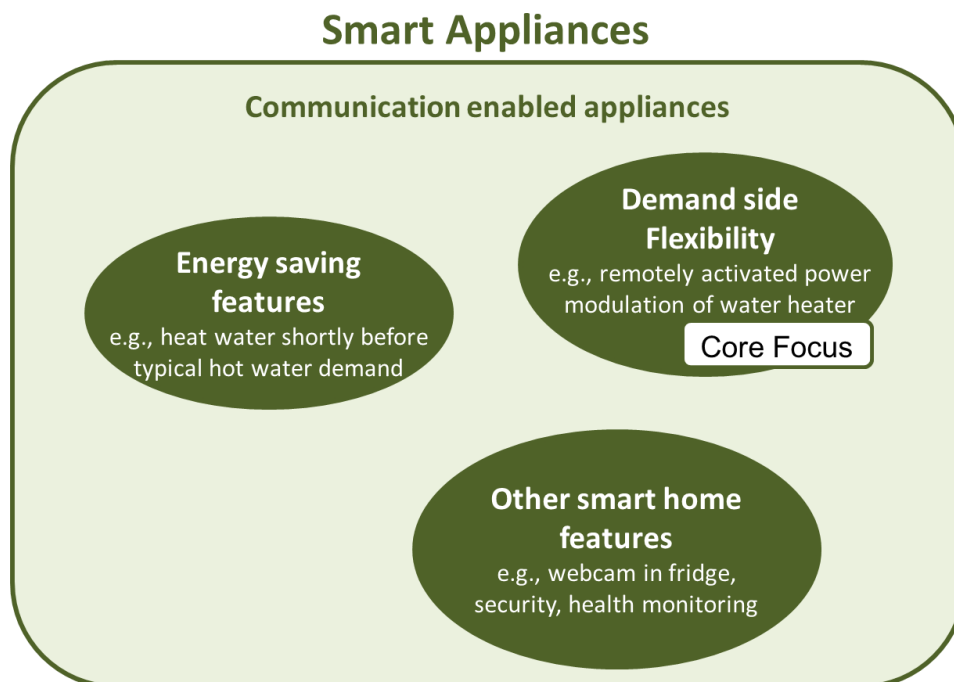 Smart Appliances
Communication enabled appliances
Energy saving
features
e.g., heat water shortly before
typical hot water demand
Demand side
Flexibility
e.g., remotely activated power
modulation of water heater
Core Focus
Other smart home
features
e.g., webcam in fridge,
security, health monitoring